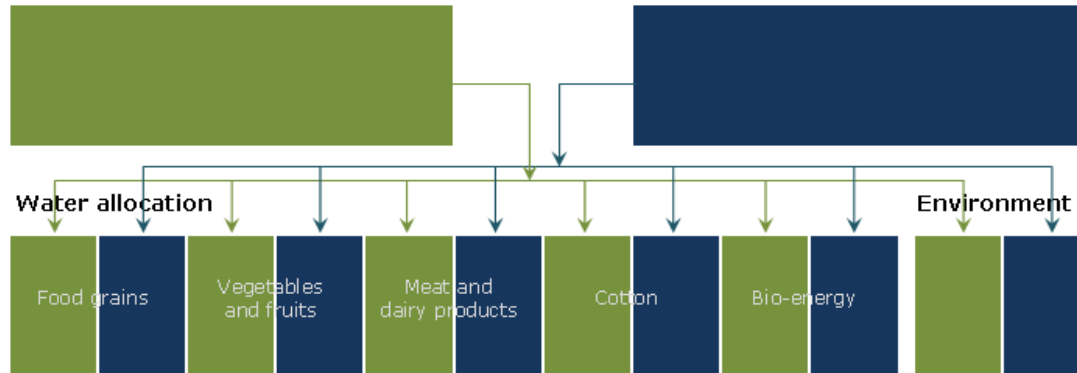 Water allocation
Environment
Food grains
Vegetables
and fruits
Meat and
dairy products
Cotton
Bio-energy